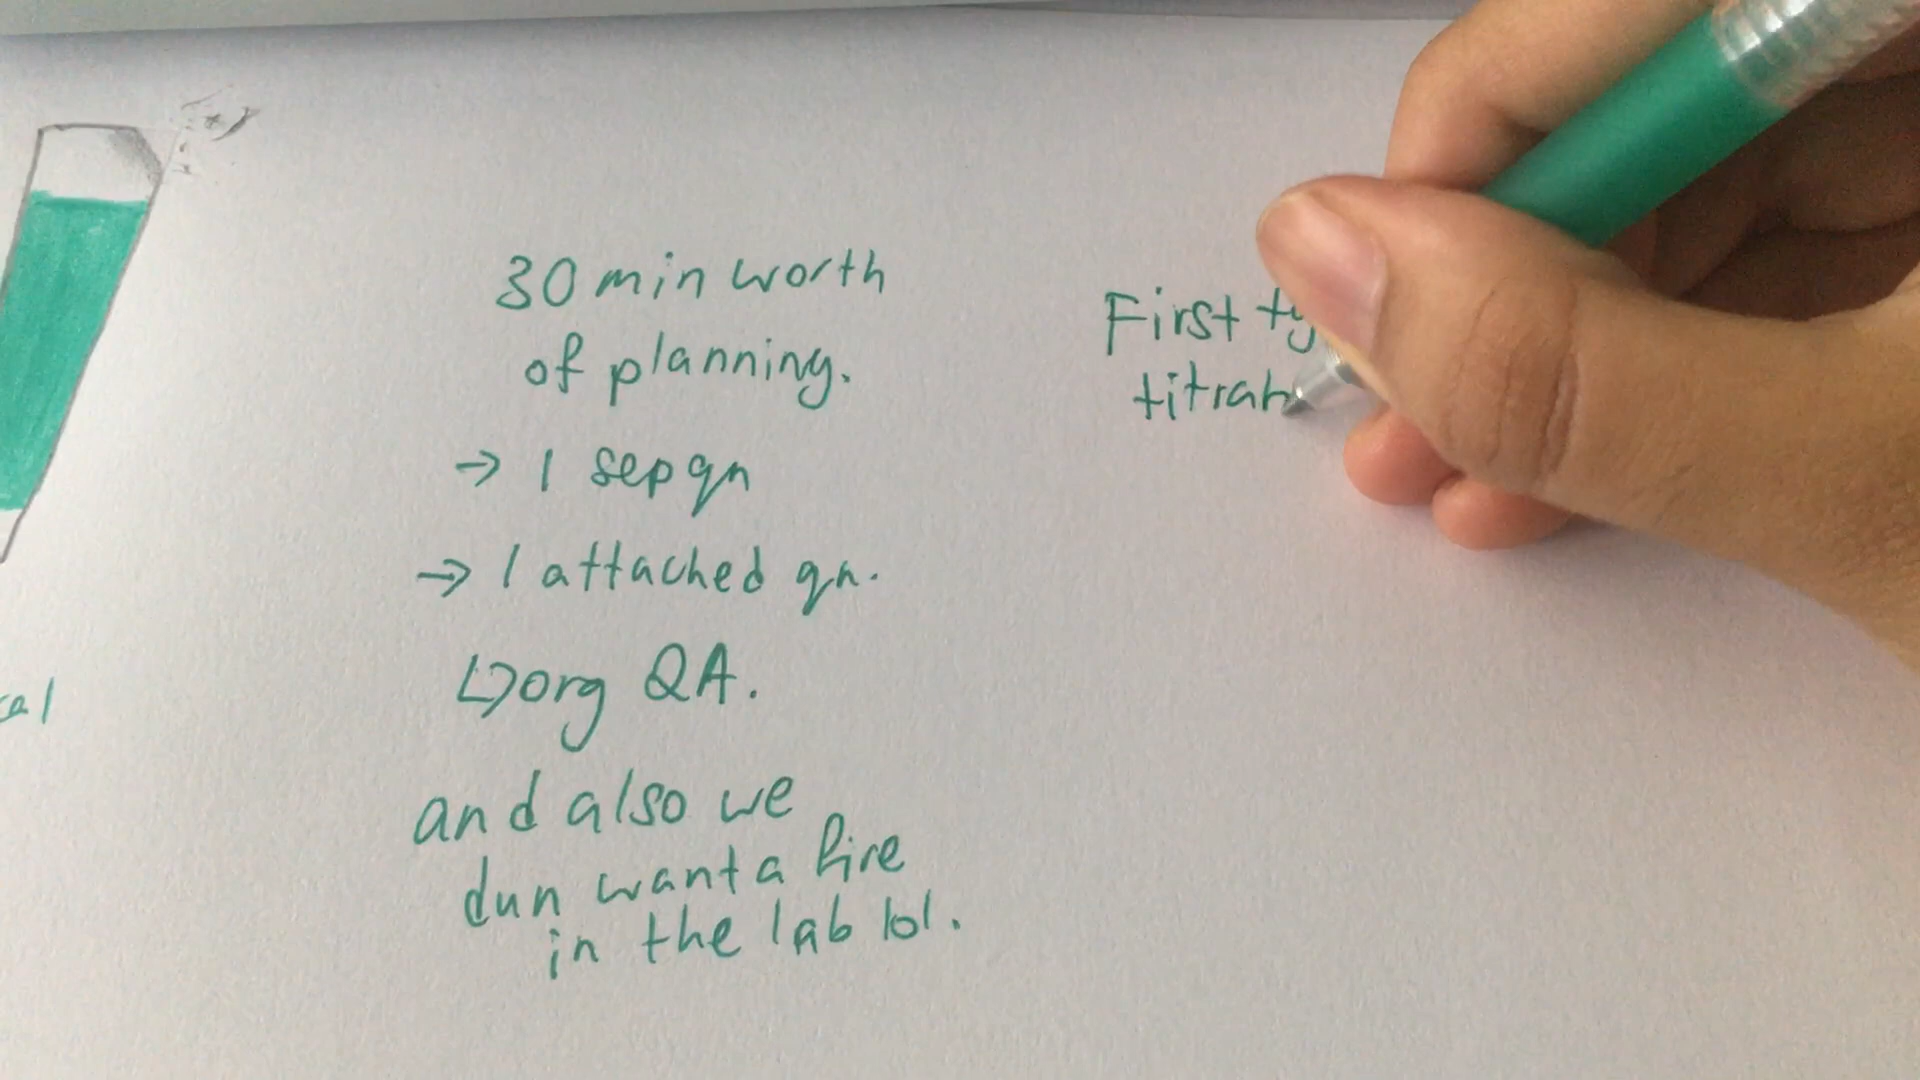 30 min worth
of planning.
→ 1 sep qn
→ 1 attached qn.
↳ org QA.
and also we
dun want a fire
in the lab lol.
First